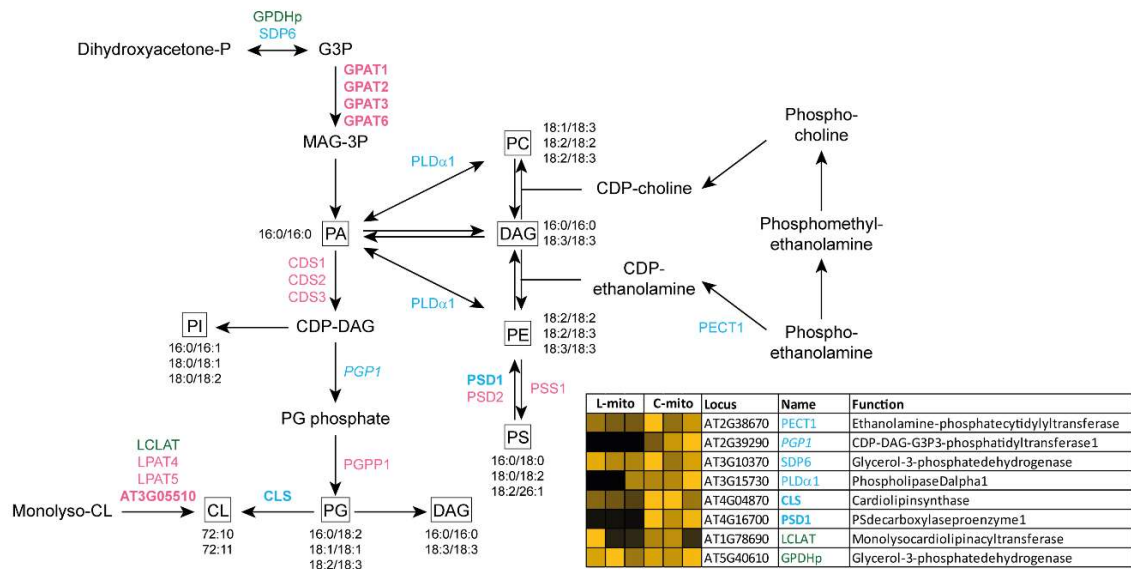 GPDHp
SDP6
Dihydroxyacetone-P
G3P
GPAT1
GPAT2
GPAT3
GPAT6
MAG-3P
PLDα1
PC
18:1/18:3
18:2/18:2
18:2/18:3
CDP-choline
Phospho-
choline
16:0/16:0
PA
DAG
16:0/16:0
18:3/18:3
Phosphomethyl-
ethanolamine
CDS1
CDS2
CDS3
PLDα1
CDP-
ethanolamine
PECT1
Phospho-
ethanolamine
PI
16:0/16:1
18:0/18:1
18:0/18:2
CDP-DAG
PE
18:2/18:2
18:2/18:3
18:3/18:3
PGP1
PSD1
PSD2
PSS1
PG phosphate
PS
16:0/18:0
18:0/18:2
18:2/26:1
LCLAT
LPAT4
LPAT5
AT3G05510
PGPP1
Monolyso-CL
CL
72:10
72:11
CLS
PG
16:0/18:2
18:1/18:1
18:2/18:3
DAG
16:0/16:0
18:3/18:3
L-mito C-mito Locus Name Function
AT2G38670 PECT1 Ethanolamine-phosphatecytidylyltransferase
AT2G39290 PGP1 CDP-DAG-G3P3-phosphatidyltransferase1
AT3G10370 SDP6 Glycerol-3-phosphatedehydrogenase
AT3G15730 PLDα1 PhospholipaseDalpha1
AT4G04870 CLS Cardiolipinsynthase
AT4G16700 PSD1 PSdecarboxylaseproenzyme1
AT1G78690 LCLAT Monolysocardiolipinacyltransferase
AT5G40610 GPDHp Glycerol-3-phosphatedehydrogenase